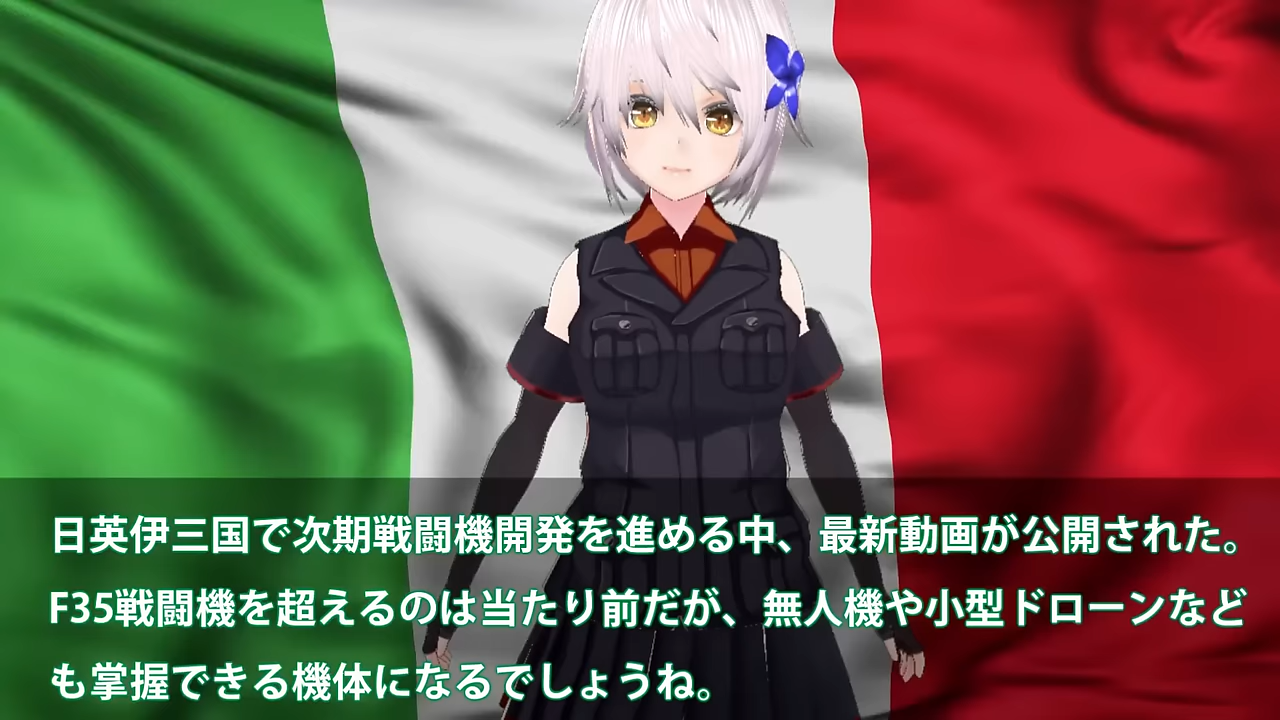 日英伊三国で次期戦闘機開発を進める中、最新動画が公開された。
F35戦闘機を超えるのは当たり前だが、無人機や小型ドローンなど
も掌握できる機体になるでしょうね。